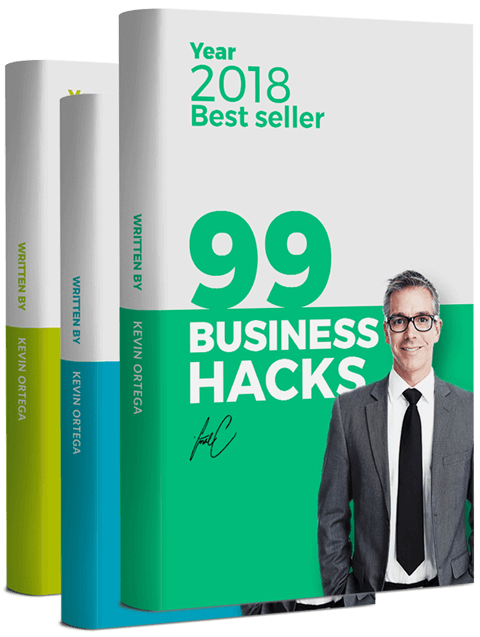 Year
2018
Best seller
99
BUSINESS
HACKS
WRITTEN BY KEVIN ORTEGA
WRITTEN BY KEVIN ORTEGA
WRITTEN BY KEVIN ORTEGA